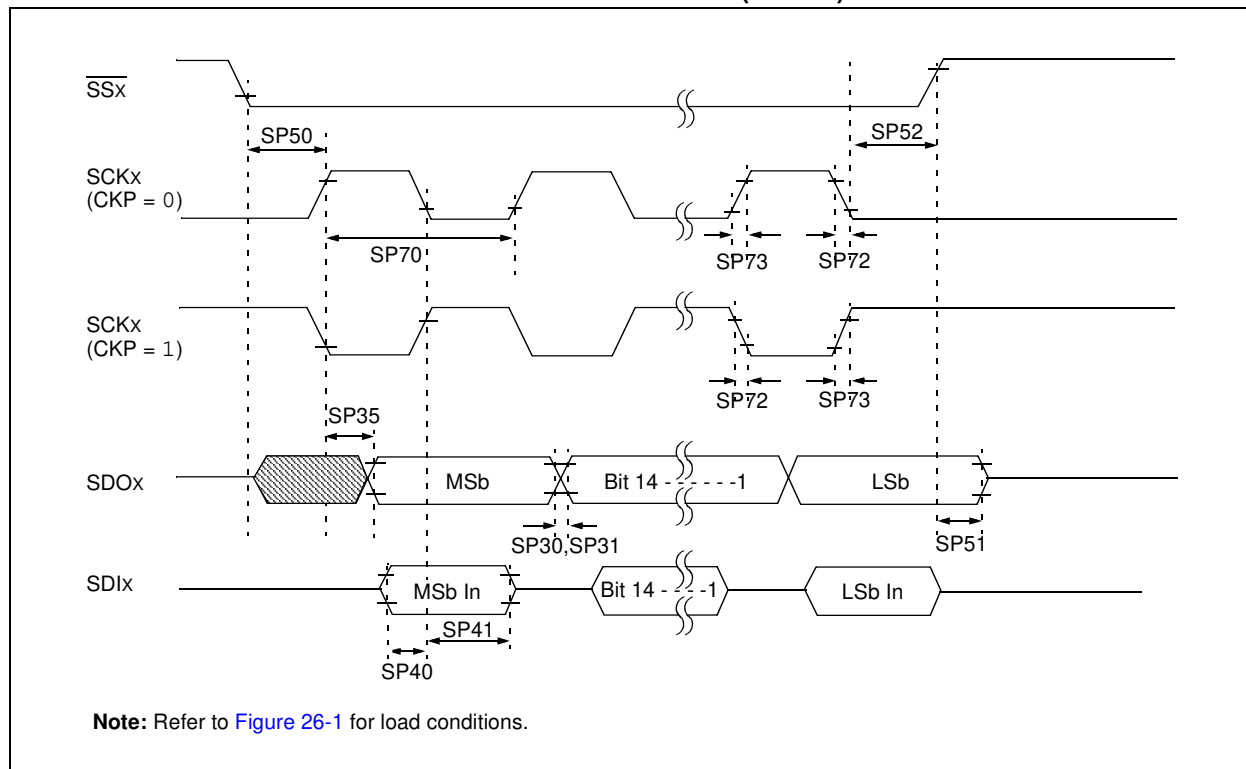 SSx
SP50
SP52
SCKx
(CKP = 0)
SP70
SP73
SP72
SCKx
(CKP = 1)
SP72
SP73
SP35
SDOx
MSb
Bit 14 - - - - - -1
LSb
SP30,SP31
SP51
SDIx
MSb In
Bit 14 - - - -1
LSb In
SP41
SP40
Note: Refer to Figure 26-1 for load conditions.